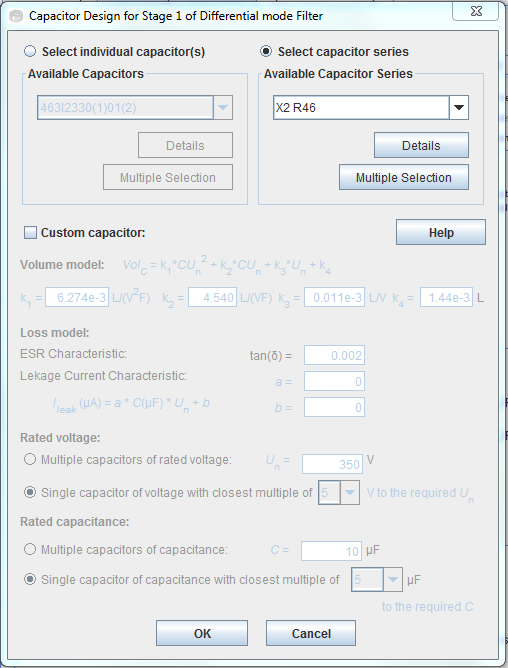 Capacitor Design for Stage 1 of Differential mode Filter
Select individual capacitor(s) Select capacitor series
Available Capacitors Available Capacitor Series
463I2330(1)01(2) X2 R46
Details Details
Multiple Selection Multiple Selection
Custom capacitor: Help
Volume model: Vol_C = k_1*CU_n^2 + k_2*CU_n + k_3*U_n + k_4
k_1 = 6.274e-3 L/(V^2F) k_2 = 4.540 L/(VF) k_3 = 0.011e-3 L/V k_4 = 1.44e-3 L
Loss model:
ESR Characteristic: tan(δ) = 0.002
Lekage Current Characteristic: a = 0
I_leak (µA) = a * C(µF) * U_n + b b = 0
Rated voltage:
Multiple capacitors of rated voltage: U_n = 350 V
Single capacitor of voltage with closest multiple of 5 V to the required U_n
Rated capacitance:
Multiple capacitors of capacitance: C = 10 µF
Single capacitor of capacitance with closest multiple of 5 µF
to the required C
OK Cancel